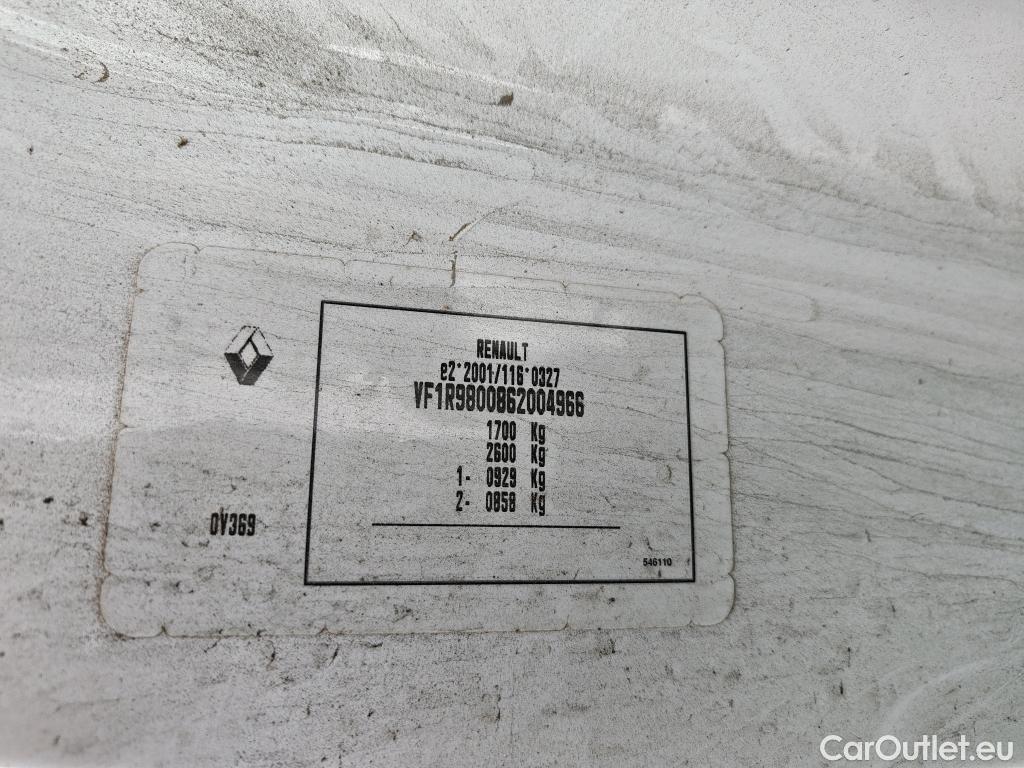 RENAULT
e2*2001/116*0327
VF1R9800862004966
1700 Kg
2600 Kg
1- 0929 Kg
2- 0858 Kg
0V369
546110
CarOutlet.eu